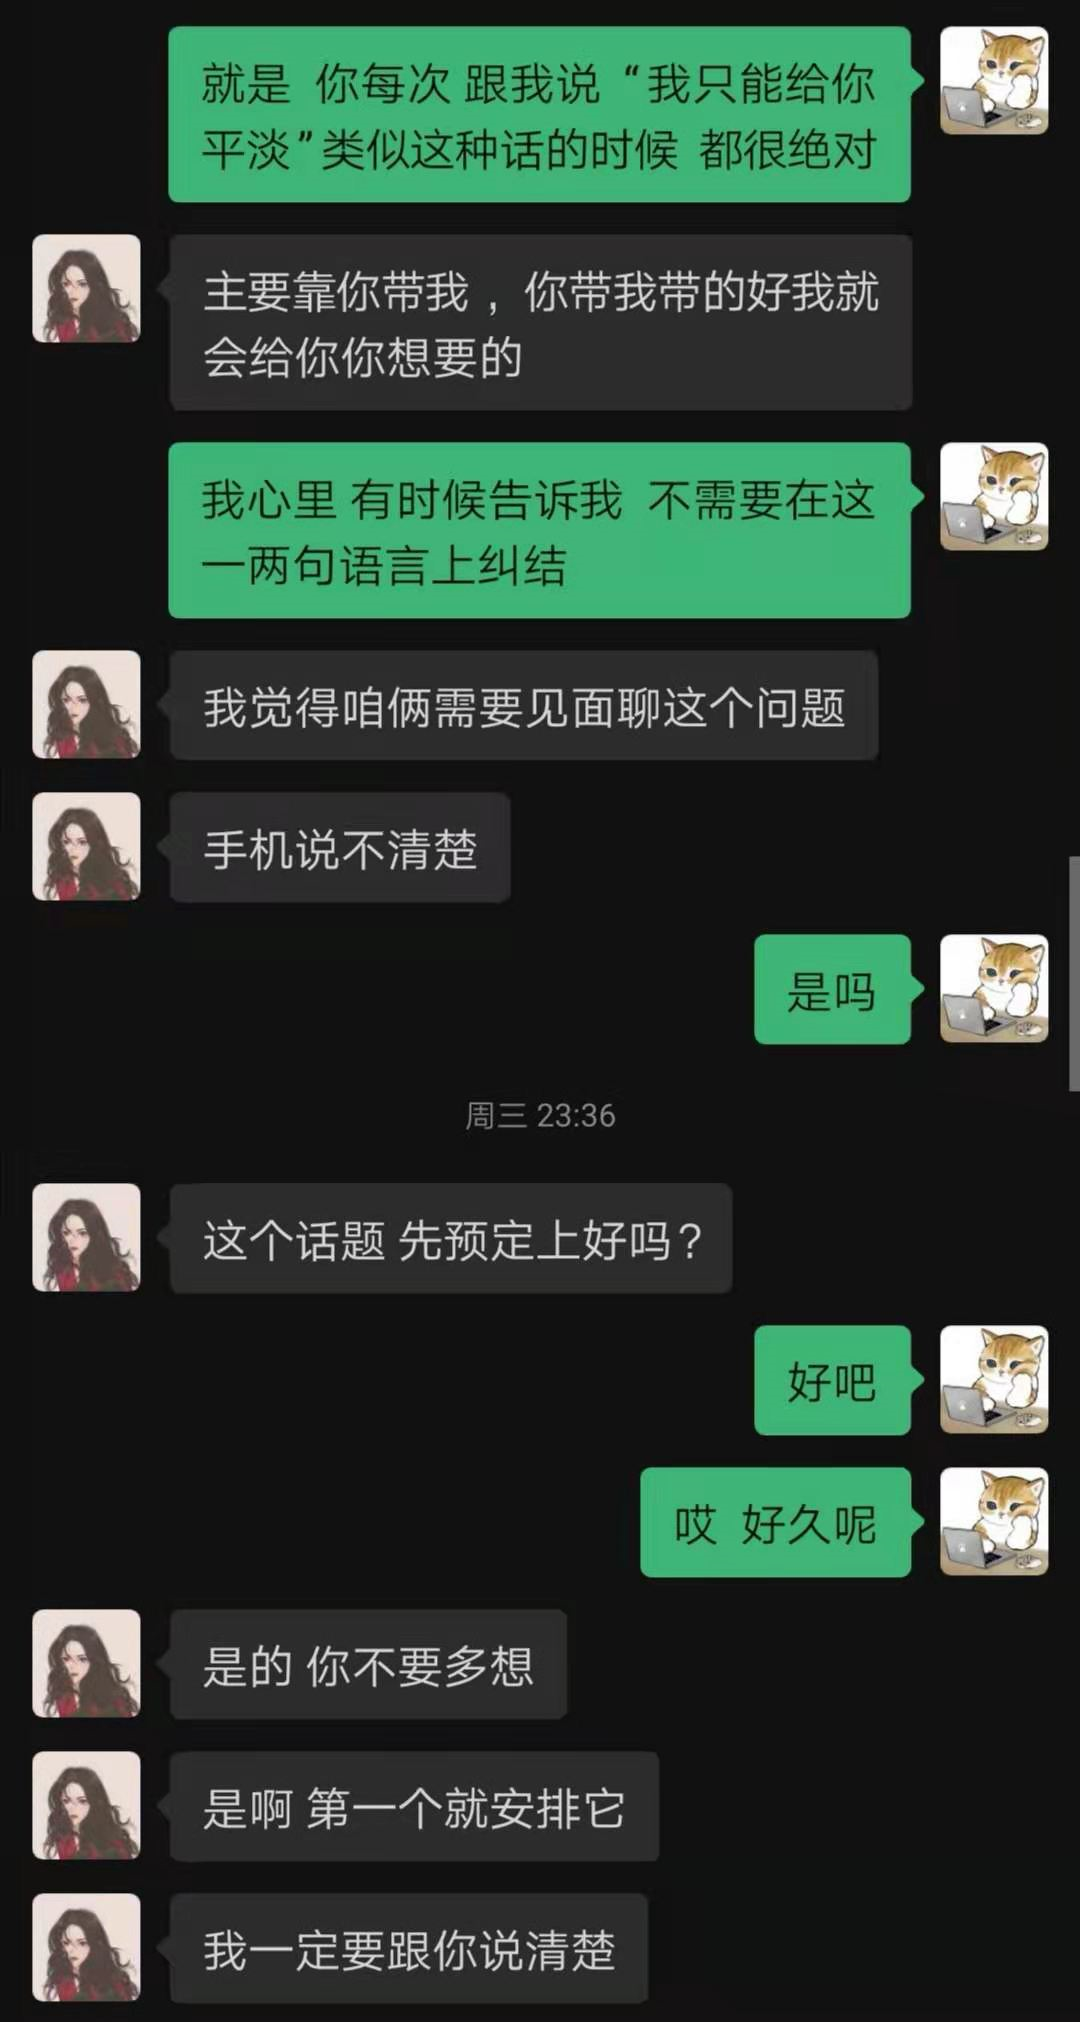 就是 你每次 跟我说 “我只能给你
平淡”类似这种话的时候 都很绝对
主要靠你带我，你带我带的好我就
会给你你想要的
我心里 有时候告诉我 不需要在这
一两句语言上纠结
我觉得咱俩需要见面聊这个问题
手机说不清楚
是吗
周三 23:36
这个话题 先预定上好吗？
好吧
哎 好久呢
是的 你不要多想
是啊 第一个就安排它
我一定要跟你说清楚